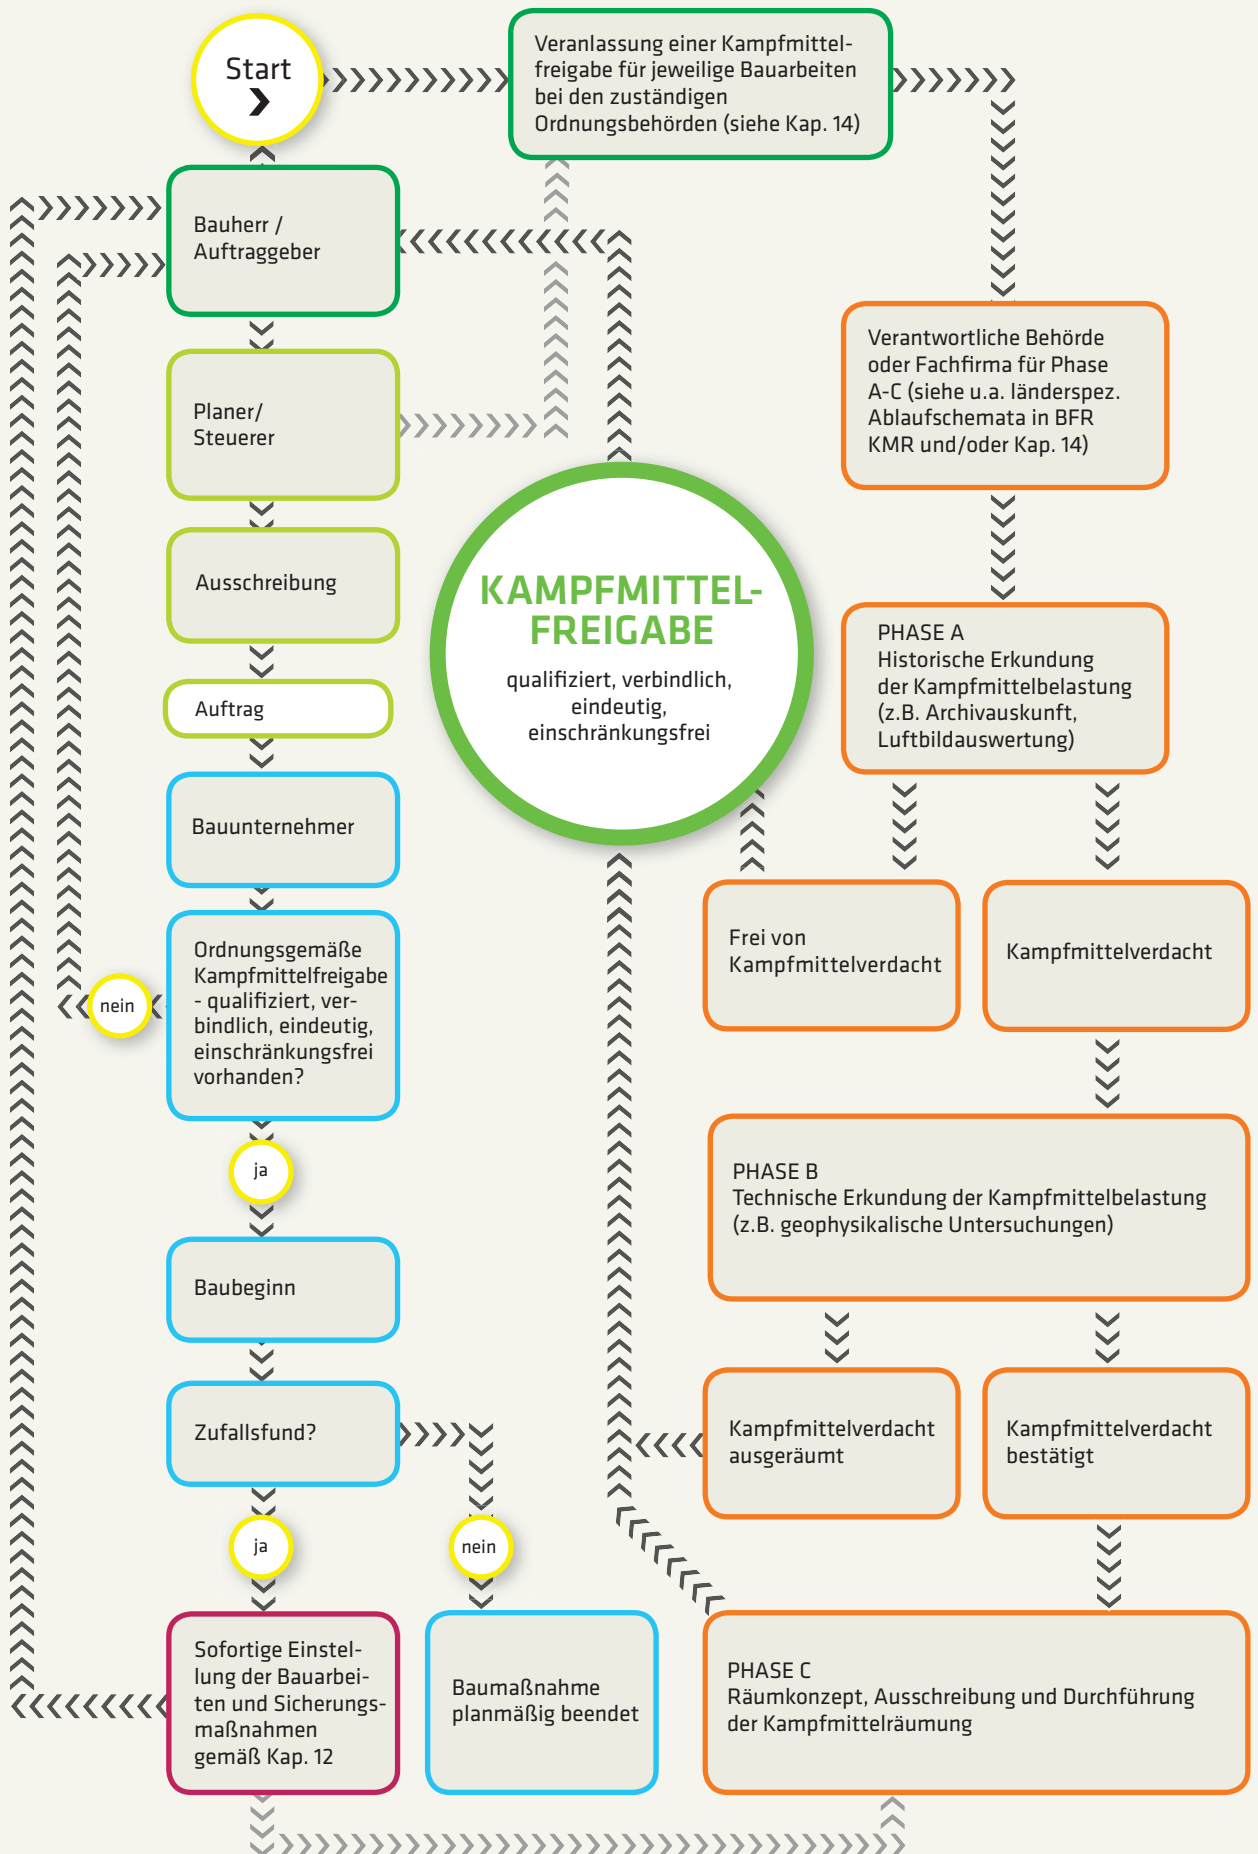 Start
Veranlassung einer Kampfmittel-
freigabe für jeweilige Bauarbeiten
bei den zuständigen
Ordnungsbehörden (siehe Kap. 14)
Bauherr /
Auftraggeber
Planer/
Steuerer
Ausschreibung
Auftrag
Bauunternehmer
Ordnungsgemäße
Kampfmittelfreigabe
- qualifiziert, ver-
bindlich, eindeutig,
einschränkungsfrei
vorhanden?
nein
ja
Baubeginn
Zufallsfund?
ja
nein
Sofortige Einstel-
lung der Bauarbei-
ten und Sicherungs-
maßnahmen
gemäß Kap. 12
Baumaßnahme
planmäßig beendet
KAMPFMITTEL-
FREIGABE
qualifiziert, verbindlich,
eindeutig,
einschränkungsfrei
Verantwortliche Behörde
oder Fachfirma für Phase
A-C (siehe u.a. länderspez.
Ablaufschemata in BFR
KMR und/oder Kap. 14)
PHASE A
Historische Erkundung
der Kampfmittelbelastung
(z.B. Archivauskunft,
Luftbildauswertung)
Frei von
Kampfmittelverdacht
Kampfmittelverdacht
PHASE B
Technische Erkundung der Kampfmittelbelastung
(z.B. geophysikalische Untersuchungen)
Kampfmittelverdacht
ausgeräumt
Kampfmittelverdacht
bestätigt
PHASE C
Räumkonzept, Ausschreibung und Durchführung
der Kampfmittelräumung